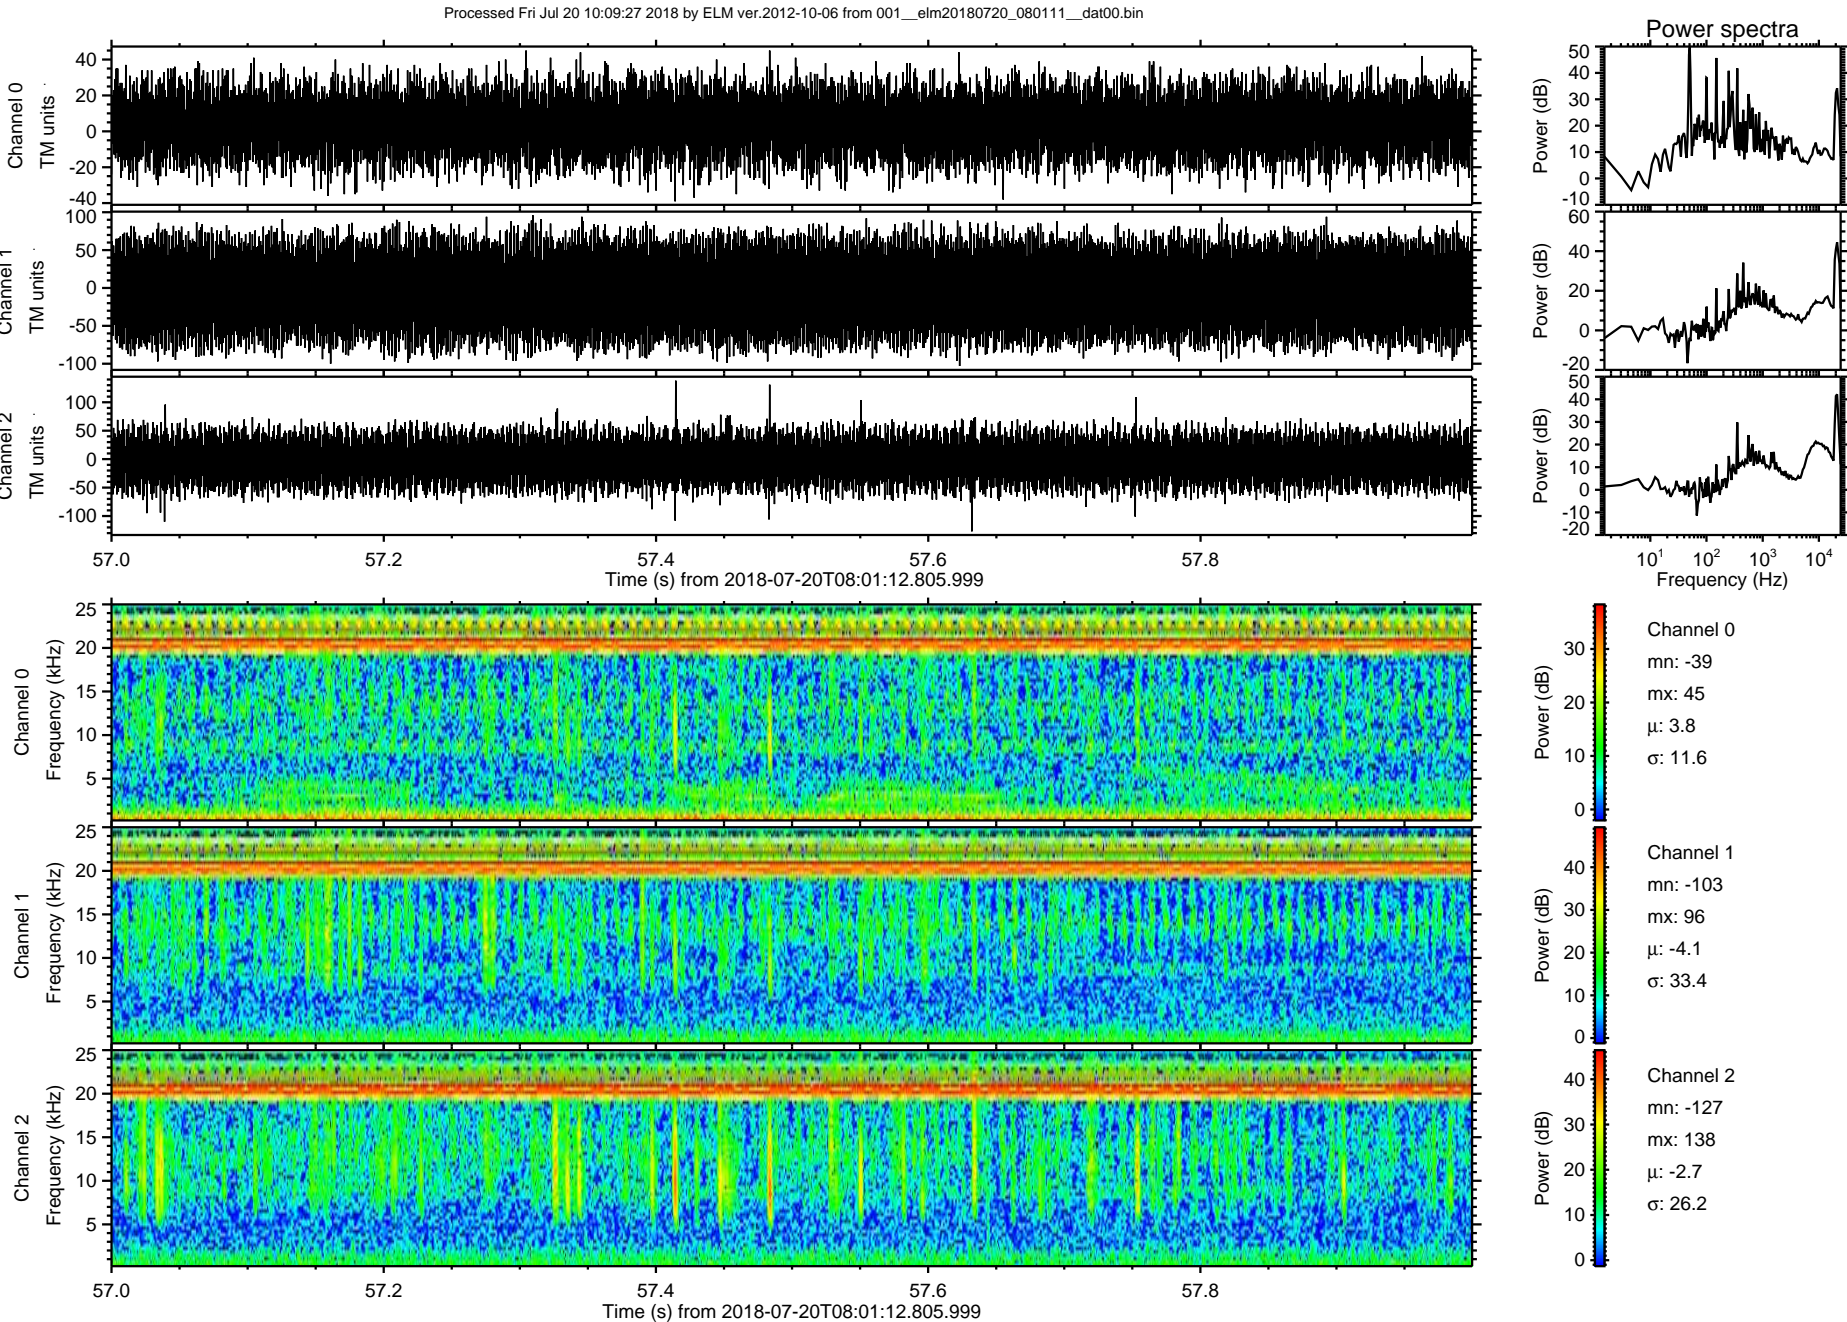 Processed Fri Jul 20 10:09:27 2018 by ELM ver.2012-10-06 from 001__elm20180720_080111__dat00.bin
Power spectra
Channel 0
TM units
40
20
0
-20
-40
Power (dB)
50
40
30
20
10
0
-10
Channel 1
TM units
100
50
0
-50
-100
Power (dB)
60
40
20
0
-20
Channel 2
TM units
100
50
0
-50
-100
Power (dB)
50
40
30
20
10
0
-10
-20
57.0 57.2 57.4 57.6 57.8
Time (s) from 2018-07-20T08:01:12.805.999
10^1 10^2 10^3 10^4
Frequency (Hz)
Channel 0
Frequency (kHz)
25
20
15
10
5
Power (dB)
30
20
10
0
Channel 0
mn: -39
mx: 45
μ: 3.8
σ: 11.6
Channel 1
Frequency (kHz)
25
20
15
10
5
Power (dB)
40
30
20
10
0
Channel 1
mn: -103
mx: 96
μ: -4.1
σ: 33.4
Channel 2
Frequency (kHz)
25
20
15
10
5
Power (dB)
40
30
20
10
0
Channel 2
mn: -127
mx: 138
μ: -2.7
σ: 26.2
57.0 57.2 57.4 57.6 57.8
Time (s) from 2018-07-20T08:01:12.805.999